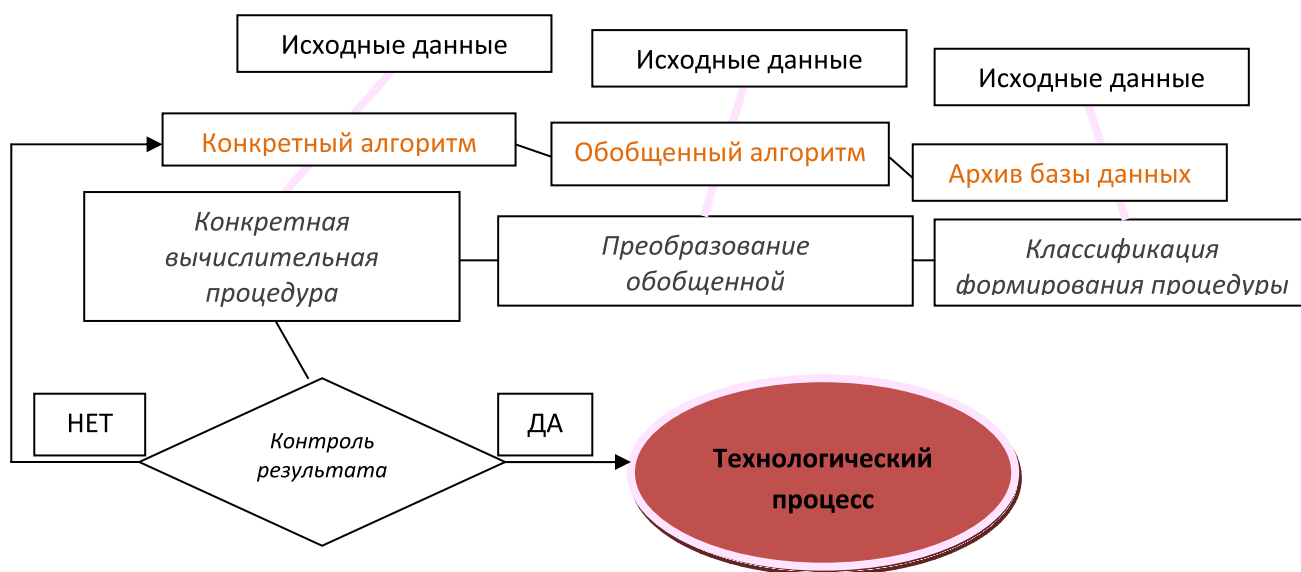 Исходные данные
Исходные данные
Исходные данные
Конкретный алгоритм
Обобщенный алгоритм
Архив базы данных
Конкретная
вычислительная
процедура
Преобразование
обобщенной
Классификация
формирования процедуры
НЕТ
Контроль
результата
ДА
Технологический
процесс